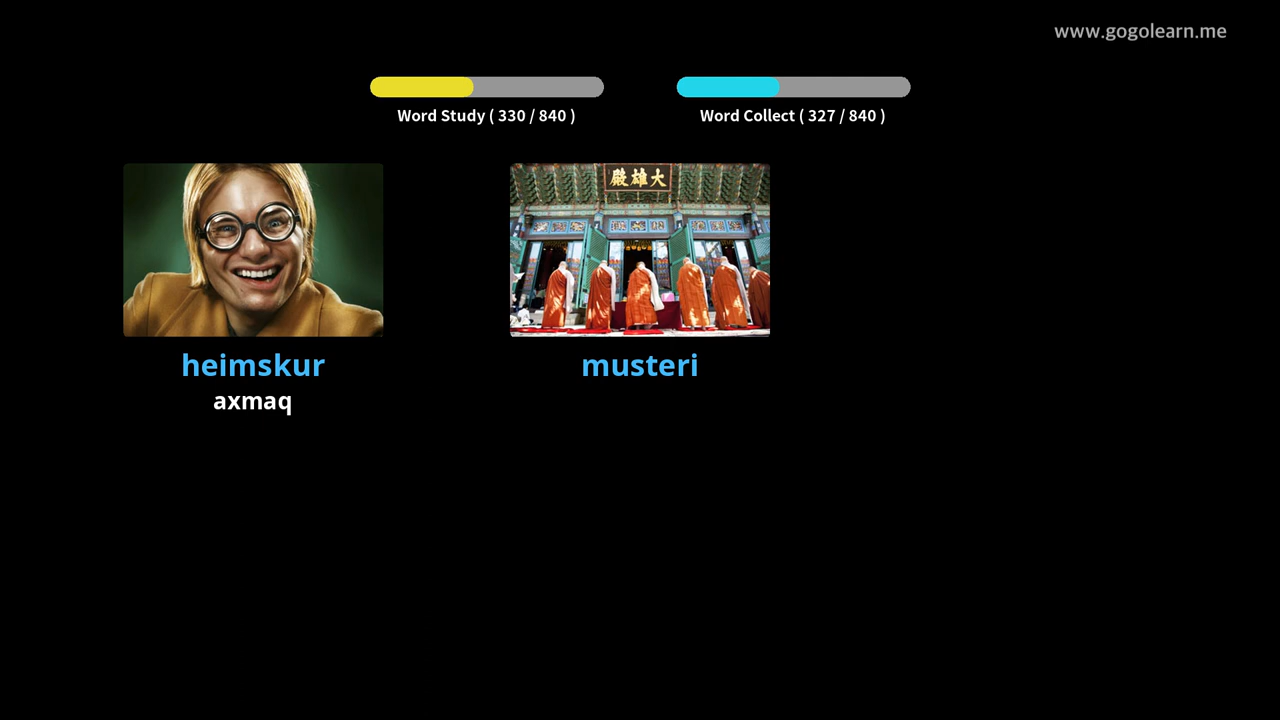 www.gogolearn.me
Word Study ( 330 / 840 )
Word Collect ( 327 / 840 )
殿雄大
heimskur
musteri
axmaq